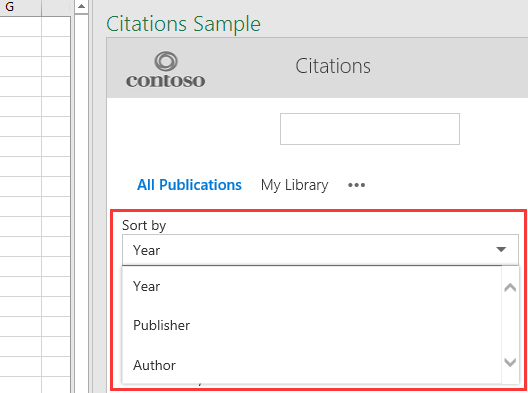 G
Citations Sample
contoso
Citations
All Publications My Library •••
Sort by
Year
Year
Publisher
Author